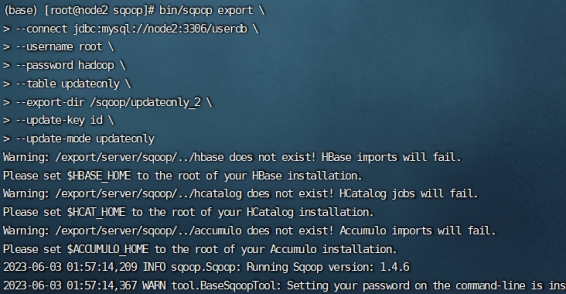 (base) [root@node2 sqoop]# bin/sqoop export \
> --connect jdbc:mysql://node2:3306/userdb \
> --username root \
> --password hadoop \
> --table updateonly \
> --export-dir /sqoop/updateonly_2 \
> --update-key id \
> --update-mode updateonly
Warning: /export/server/sqoop/../hbase does not exist! HBase imports will fail.
Please set $HBASE_HOME to the root of your HBase installation.
Warning: /export/server/sqoop/../hcatalog does not exist! HCatalog jobs will fail.
Please set $HCAT_HOME to the root of your HCatalog installation.
Warning: /export/server/sqoop/../accumulo does not exist! Accumulo imports will fail.
Please set $ACCUMULO_HOME to the root of your Accumulo installation.
2023-06-03 01:57:14,209 INFO sqoop.Sqoop: Running Sqoop version: 1.4.6
2023-06-03 01:57:14,367 WARN tool.BaseSqoopTool: Setting your password on the command-line is ins